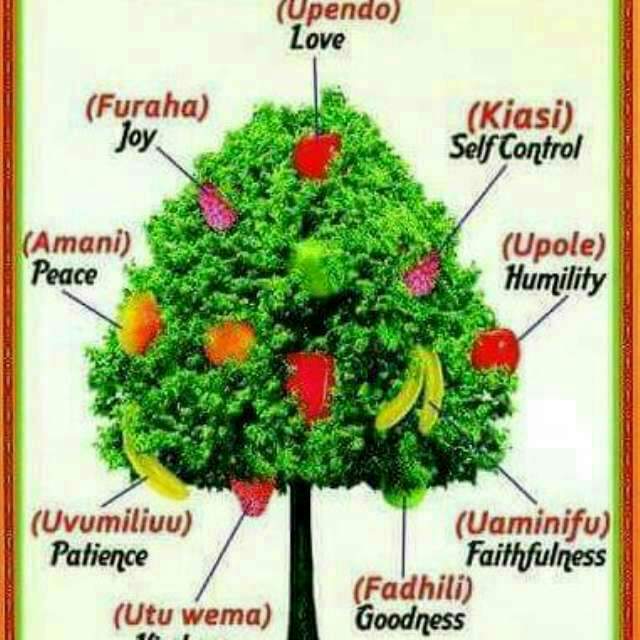 (Upendo)
Love
(Furaha)
Joy
(Kiasi)
Self Control
(Amani)
Peace
(Upole)
Humility
(Uvumiliuu)
Patience
(Uaminifu)
Faithfulness
(Fadhili)
Goodness
(Utu wema)